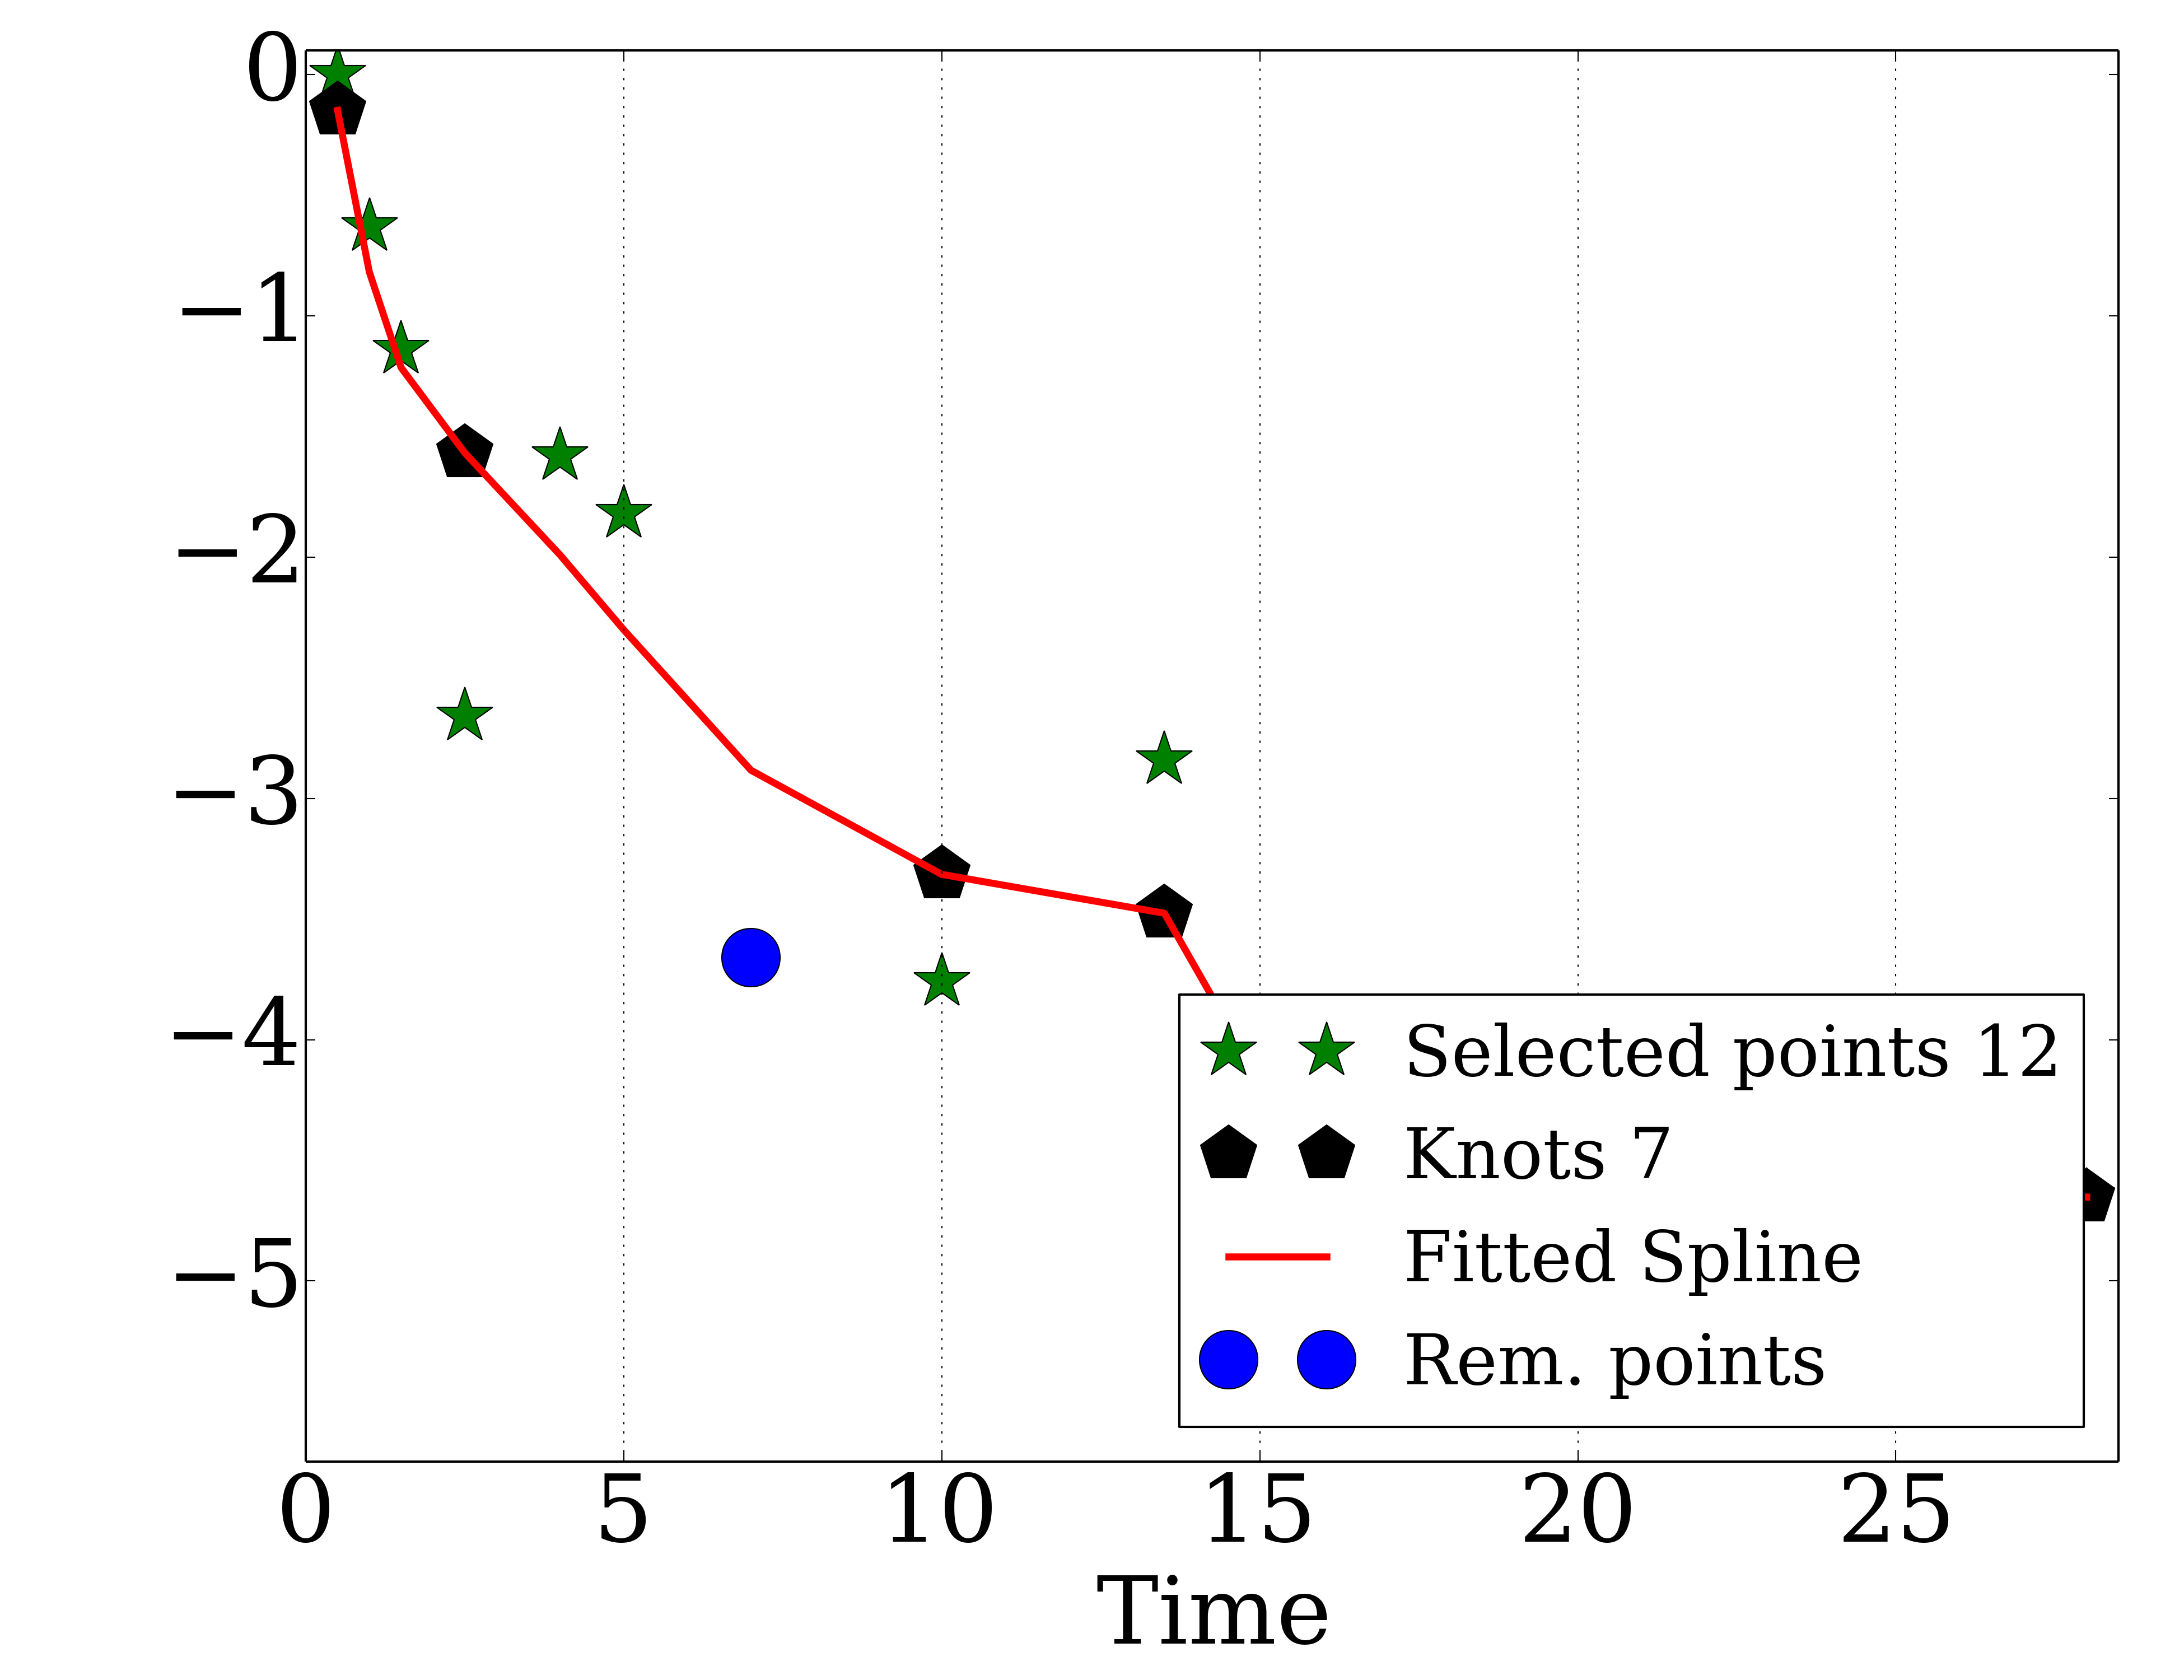 0
−1
−2
−3
−4
−5
Selected points 12
Knots 7
Fitted Spline
Rem. points
0 5 10 15 20 25
Time